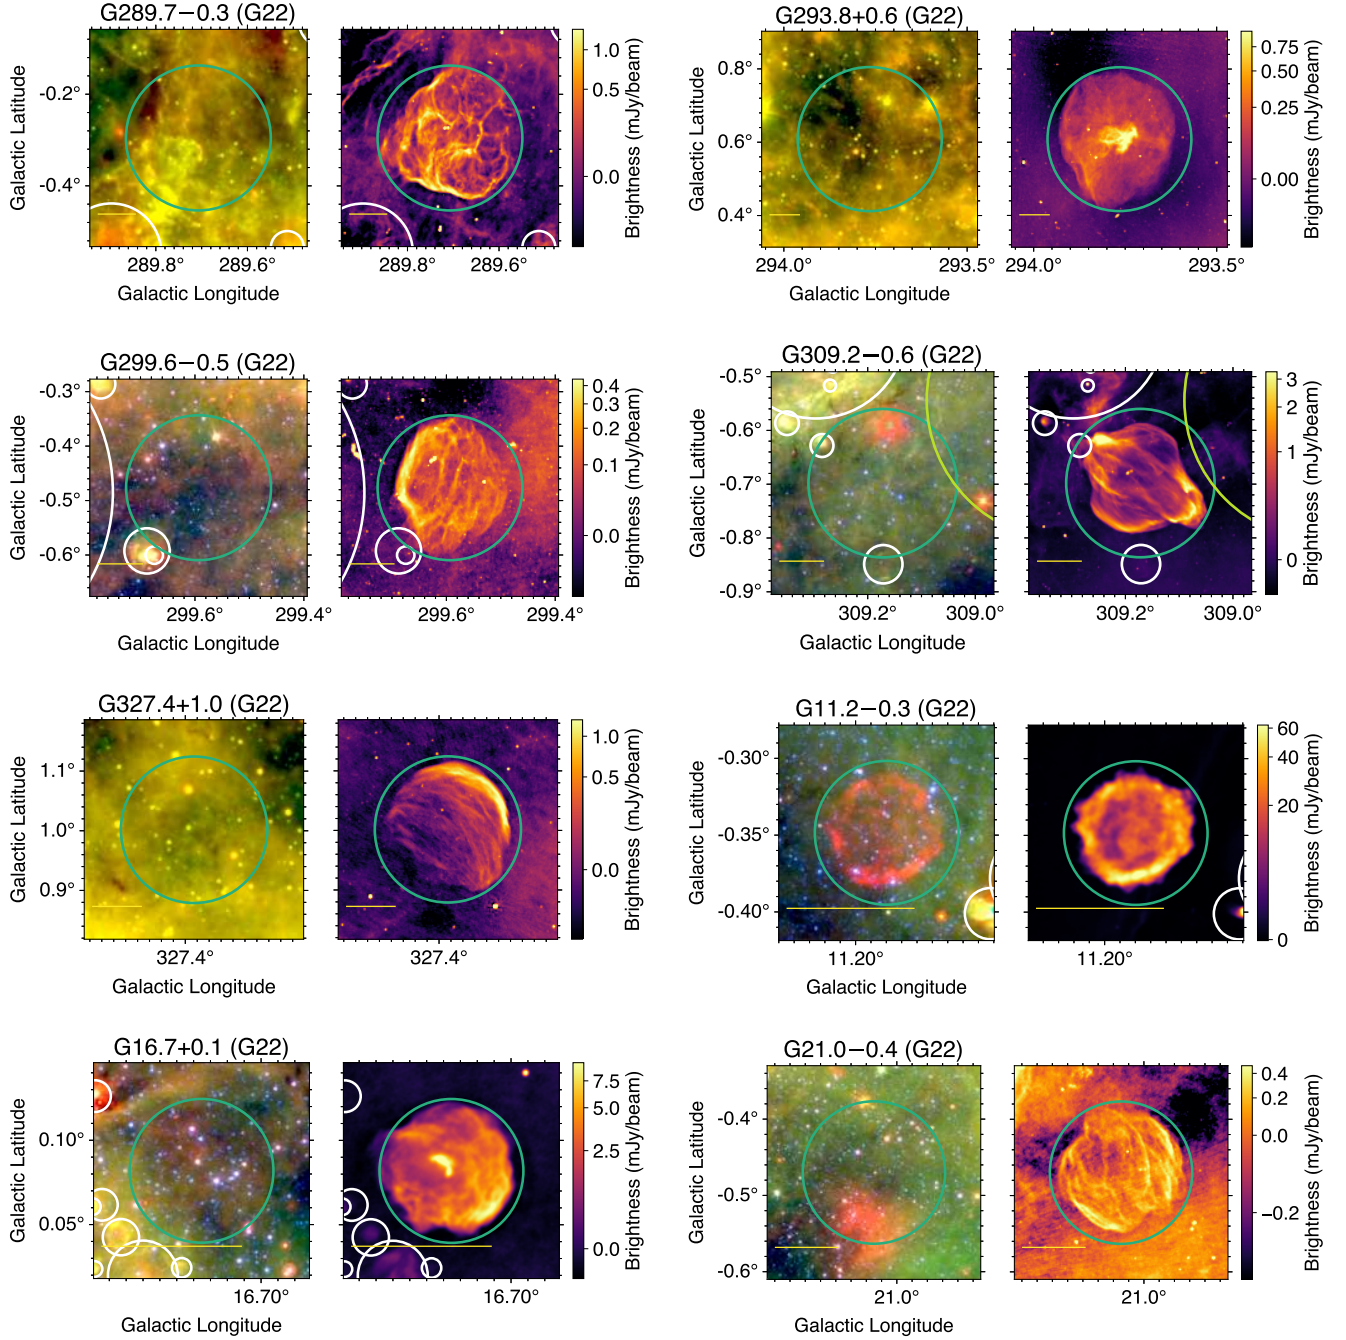 G289.7−0.3 (G22)
Galactic Latitude
-0.2°
-0.4°
289.8° 289.6°
289.8° 289.6°
Galactic Longitude
1.0
0.5
0.0
Brightness (mJy/beam)
G293.8+0.6 (G22)
Galactic Latitude
0.8°
0.6°
0.4°
294.0° 293.5°
294.0° 293.5°
Galactic Longitude
0.75
0.50
0.25
0.00
Brightness (mJy/beam)
G299.6−0.5 (G22)
Galactic Latitude
-0.3°
-0.4°
-0.5°
-0.6°
299.6° 299.4°
299.6° 299.4°
Galactic Longitude
0.4
0.3
0.2
0.1
0.0
Brightness (mJy/beam)
G309.2−0.6 (G22)
Galactic Latitude
-0.5°
-0.6°
-0.7°
-0.8°
-0.9°
309.2° 309.0°
309.2° 309.0°
Galactic Longitude
3
2
1
0
Brightness (mJy/beam)
G327.4+1.0 (G22)
Galactic Latitude
1.1°
1.0°
0.9°
327.4°
327.4°
Galactic Longitude
1.0
0.5
0.0
Brightness (mJy/beam)
G11.2−0.3 (G22)
Galactic Latitude
-0.30°
-0.35°
-0.40°
11.20°
11.20°
Galactic Longitude
60
40
20
0
Brightness (mJy/beam)
G16.7+0.1 (G22)
Galactic Latitude
0.10°
0.05°
16.70°
16.70°
Galactic Longitude
7.5
5.0
2.5
0.0
Brightness (mJy/beam)
G21.0−0.4 (G22)
Galactic Latitude
-0.4°
-0.5°
-0.6°
21.0°
21.0°
Galactic Longitude
0.4
0.2
0.0
−0.2
Brightness (mJy/beam)